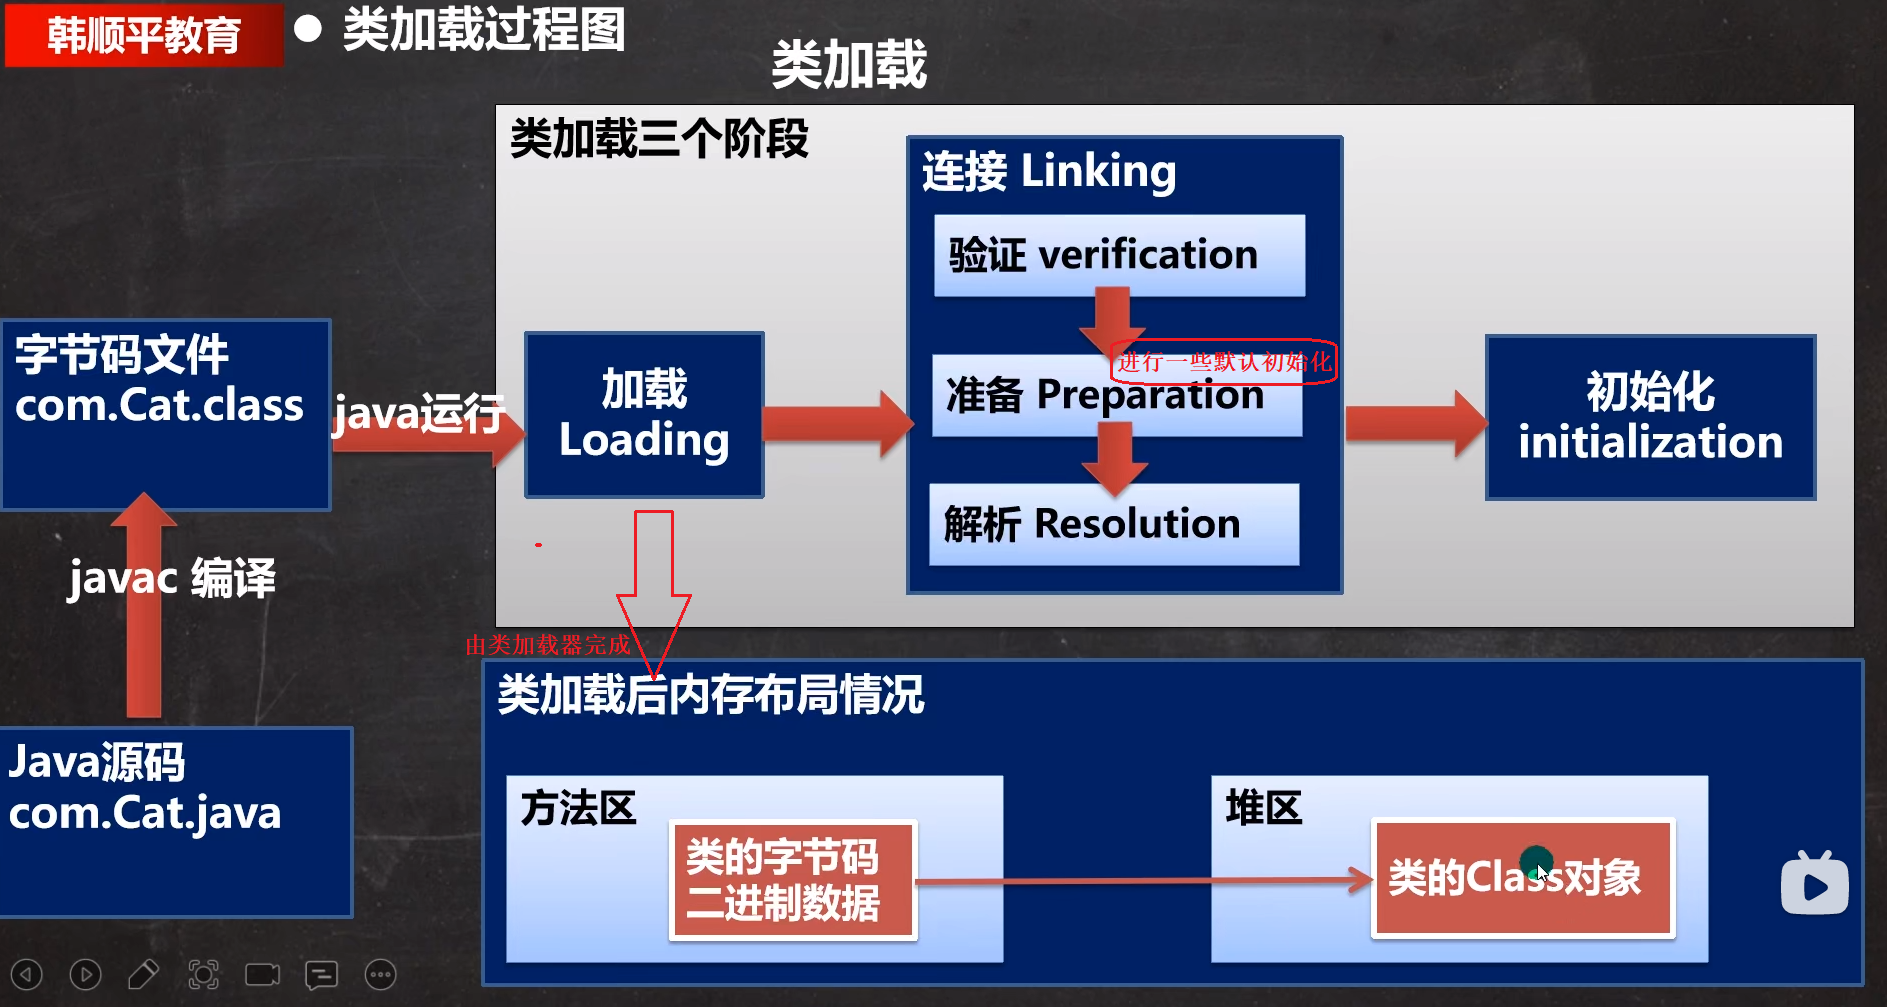 韩顺平教育
● 类加载过程图
类加载
类加载三个阶段
连接 Linking
验证 verification
进行一些默认初始化
准备 Preparation
解析 Resolution
字节码文件
com.Cat.class
java运行
加载
Loading
初始化
initialization
javac 编译
由类加载器完成
Java源码
com.Cat.java
类加载后内存布局情况
方法区
类的字节码
二进制数据
堆区
类的Class对象